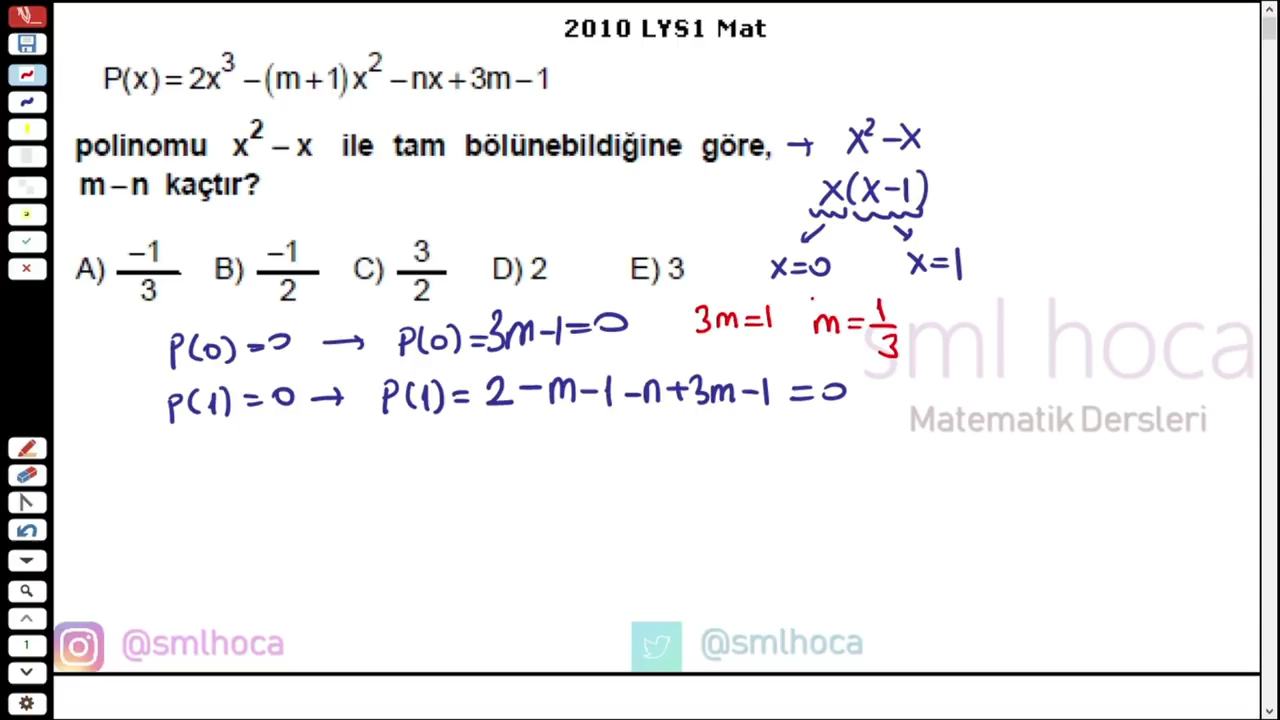 2010 LYS1 Mat
P(x) = 2x³ – (m + 1)x² – nx + 3m – 1
polinomu x² – x ile tam bölünebildiğine göre, → x² – x
m – n kaçtır?
x(x–1)
A) –1/3 B) –1/2 C) 3/2 D) 2 E) 3
x=0 x=1
P(0)=0 → P(0)=3m–1=0 3m=1 m=1/3
P(1)=0 → P(1)= 2–m–1–n+3m–1 =0
sml hoca
Matematik Dersleri
@smlhoca @smlhoca
1